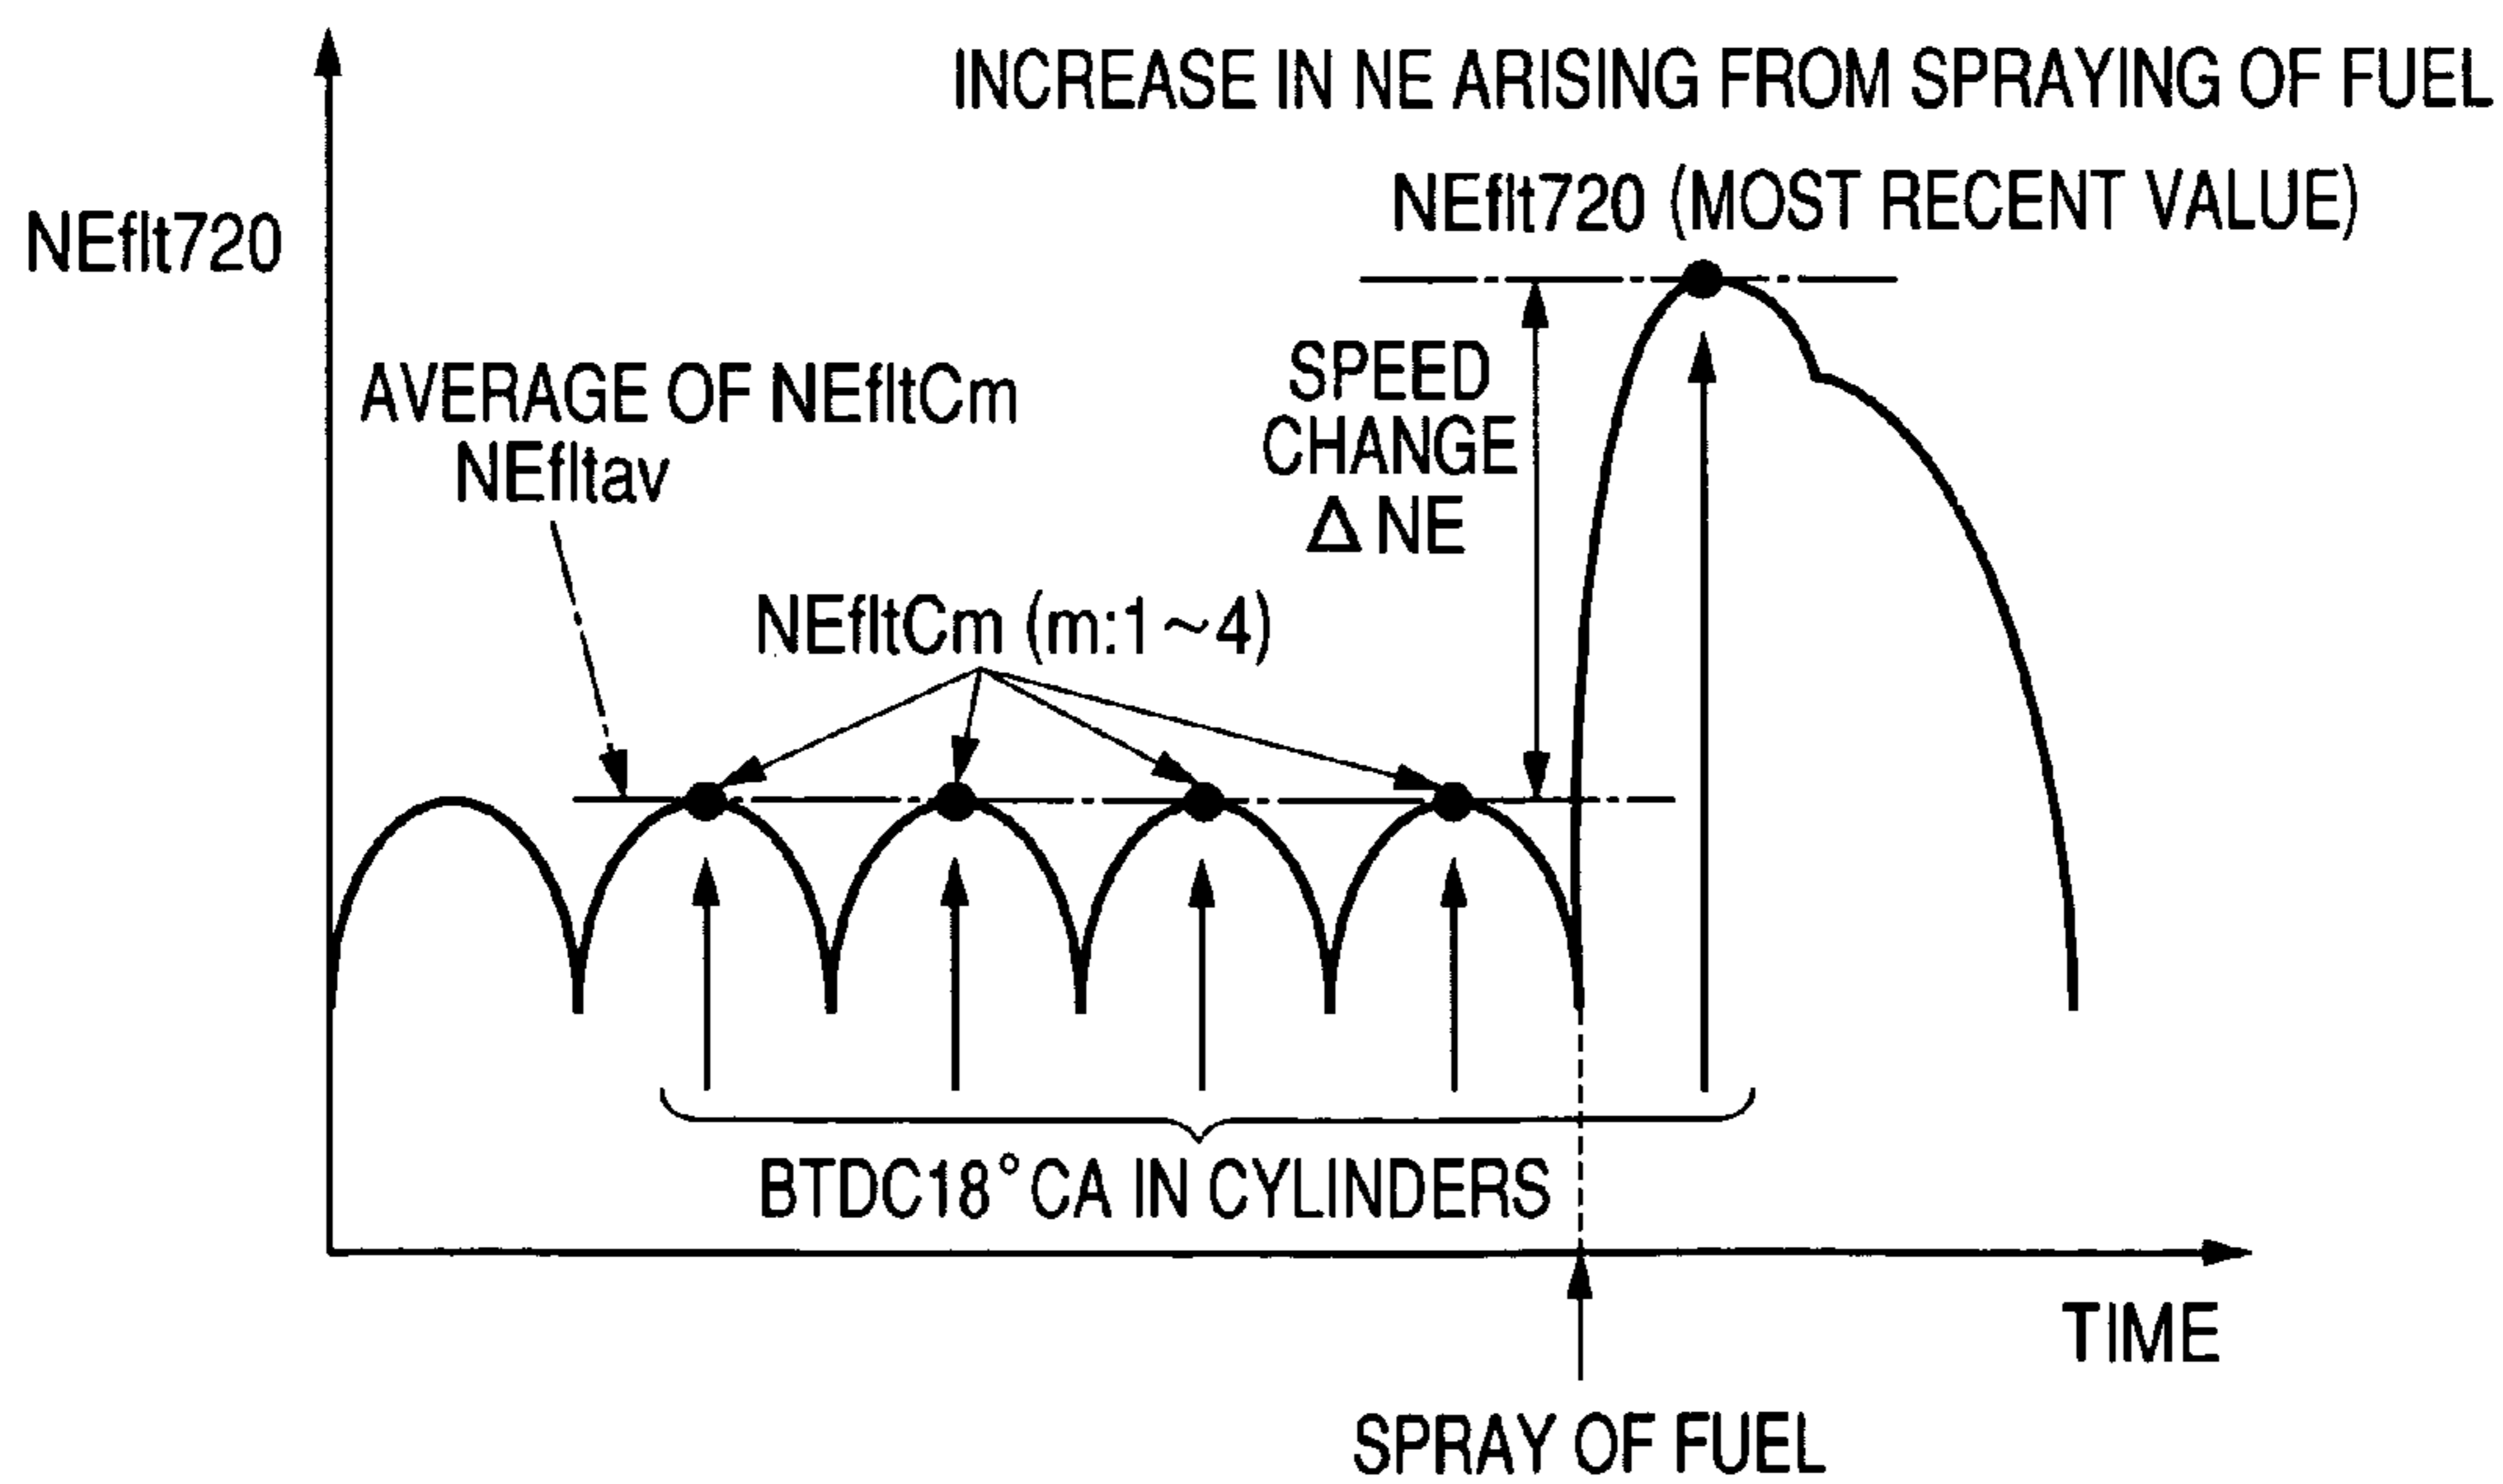 INCREASE IN NE ARISING FROM SPRAYING OF FUEL
NEflt720 (MOST RECENT VALUE)
NEflt720
AVERAGE OF NEfltCm
NEfltav
SPEED
CHANGE
Δ NE
NEfltCm (m:1~4)
BTDC18°CA IN CYLINDERS
TIME
SPRAY OF FUEL